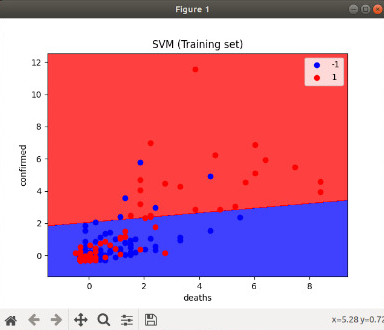 Figure 1
SVM (Training set)
-1
1
12
10
8
6
4
2
0
confirmed
0
2
4
6
8
deaths
x=5.28 y=0.72